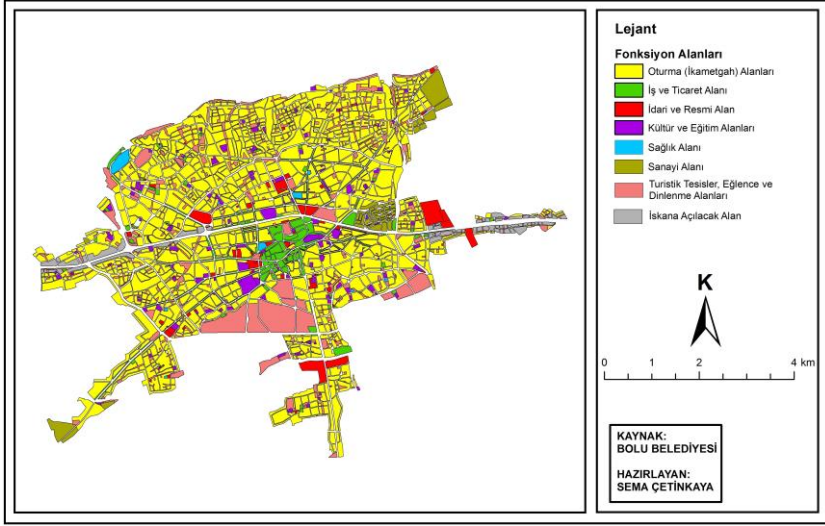 Lejant
Fonksiyon Alanları
Oturma (İkametgah) Alanları
İş ve Ticaret Alanı
İdari ve Resmi Alan
Kültür ve Eğitim Alanları
Sağlık Alanı
Sanayi Alanı
Turistik Tesisler, Eğlence ve
Dinlenme Alanları
İskana Açılacak Alan
K
0 1 2 4 km
KAYNAK:
BOLU BELEDİYESİ
HAZIRLAYAN:
SEMA ÇETİNKAYA